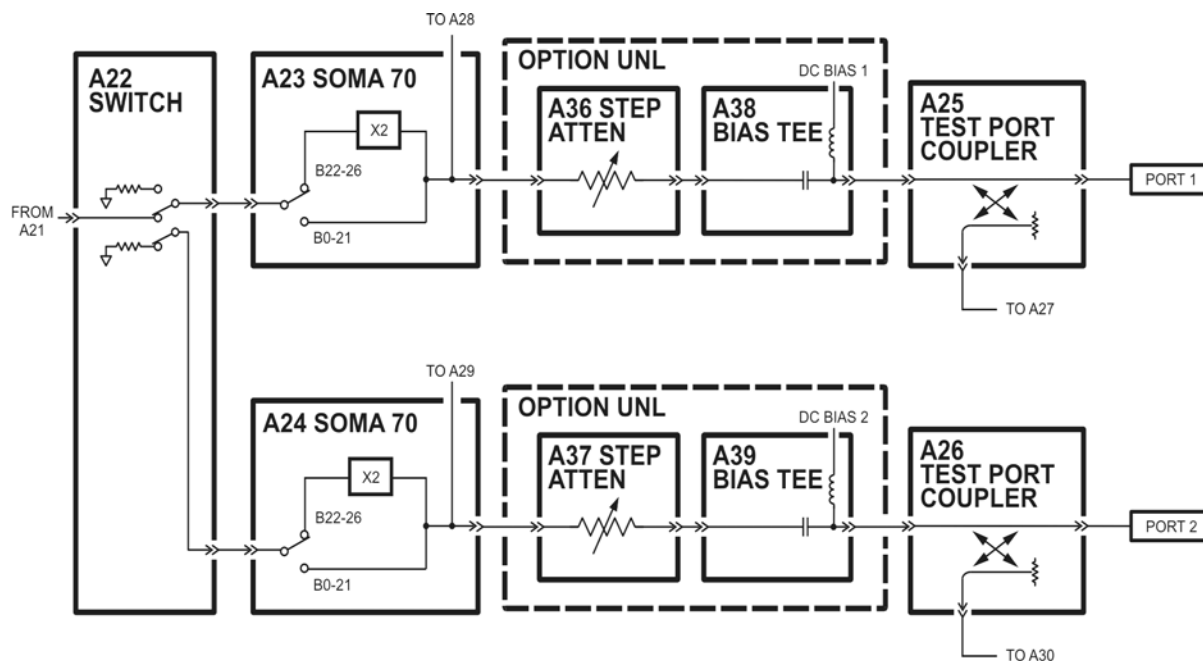 TO A28
A22
SWITCH
A23 SOMA 70
X2
B22-26
B0-21
OPTION UNL
DC BIAS 1
A36 STEP
ATTEN
A38
BIAS TEE
A25
TEST PORT
COUPLER
PORT 1
FROM
A21
TO A27
TO A29
A24 SOMA 70
X2
B22-26
B0-21
OPTION UNL
DC BIAS 2
A37 STEP
ATTEN
A39
BIAS TEE
A26
TEST PORT
COUPLER
PORT 2
TO A30